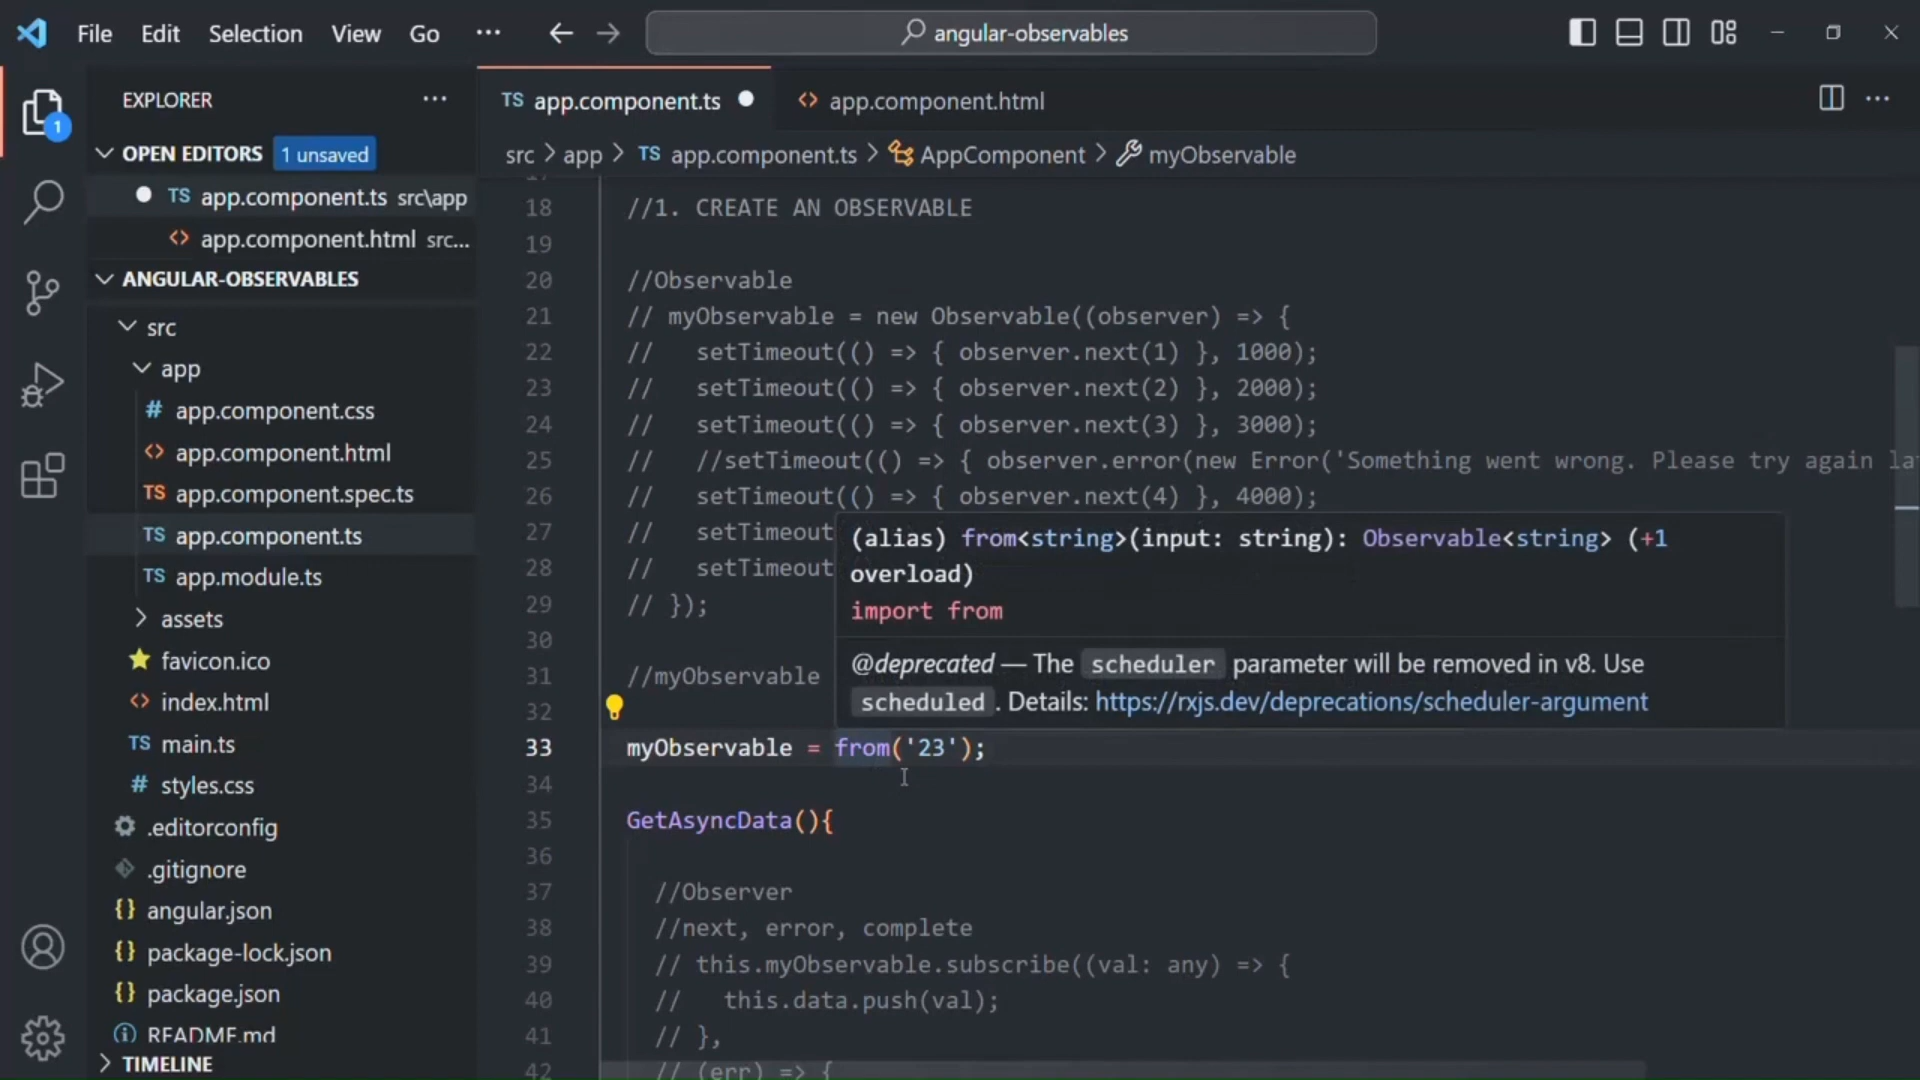 File Edit Selection View Go ··· angular-observables
EXPLORER ···
OPEN EDITORS 1 unsaved
TS app.component.ts src\app
<> app.component.html src...
ANGULAR-OBSERVABLES
src
app
# app.component.css
<> app.component.html
TS app.component.spec.ts
TS app.component.ts
TS app.module.ts
assets
favicon.ico
<> index.html
TS main.ts
# styles.css
.editorconfig
.gitignore
{} angular.json
{} package-lock.json
{} package.json
README.md
TIMELINE
1
TS app.component.ts <> app.component.html
src > app > TS app.component.ts > AppComponent > myObservable
18 //1. CREATE AN OBSERVABLE
19
20 //Observable
21 // myObservable = new Observable((observer) => {
22 //   setTimeout(() => { observer.next(1) }, 1000);
23 //   setTimeout(() => { observer.next(2) }, 2000);
24 //   setTimeout(() => { observer.next(3) }, 3000);
25 //   //setTimeout(() => { observer.error(new Error('Something went wrong. Please try again
26 //   setTimeout(() => { observer.next(4) }, 4000);
27 //   setTimeout
28 //   setTimeout
29 // });
30
31 //myObservable
32
(alias) from<string>(input: string): Observable<string> (+1
overload)
import from
@deprecated — The scheduler parameter will be removed in v8. Use
scheduled . Details: https://rxjs.dev/deprecations/scheduler-argument
33 myObservable = from('23');
34
35 GetAsyncData(){
36
37 //Observer
38 //next, error, complete
39 // this.myObservable.subscribe((val: any) => {
40 //   this.data.push(val);
41 // },
42 // (err) => {